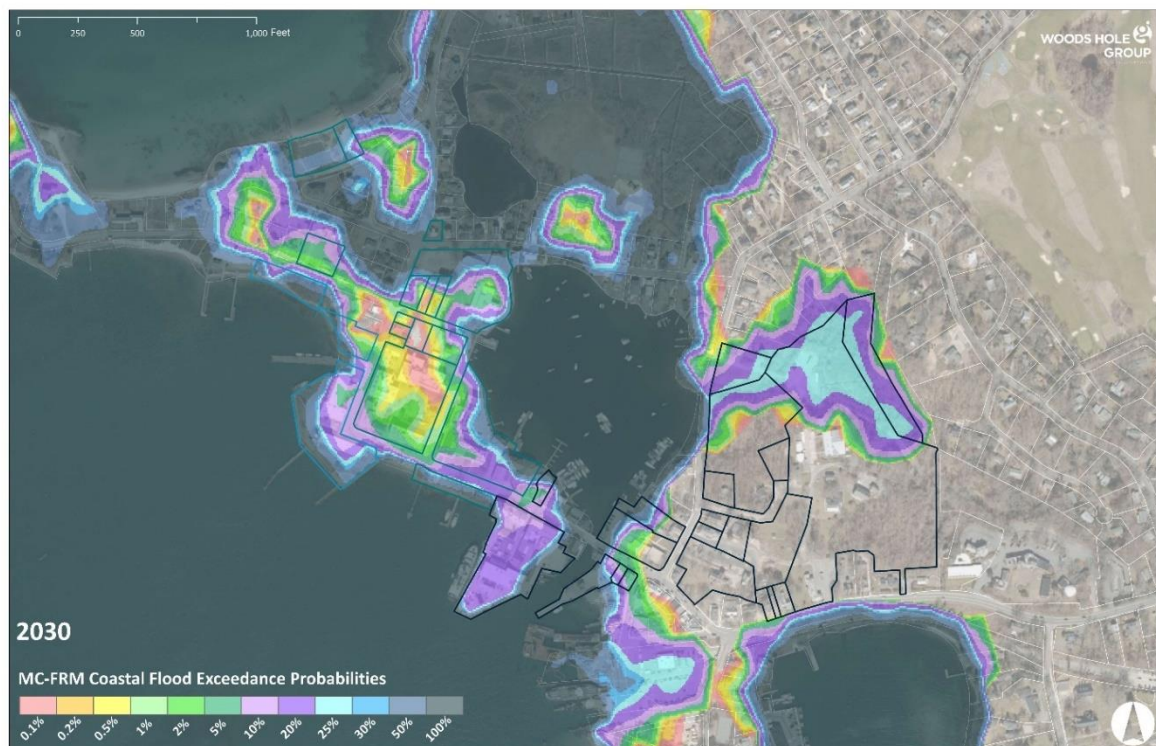 0 250 500 1,000 Feet
WOODS HOLE
GROUP
2030
MC-FRM Coastal Flood Exceedance Probabilities
0.1% 0.2% 0.5% 1% 2% 5% 10% 20% 25% 30% 50% 100%